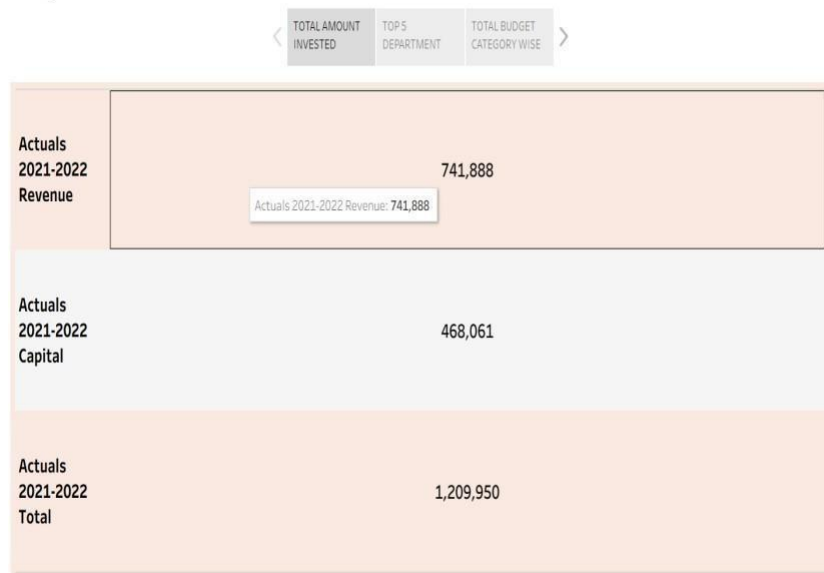 TOTAL AMOUNT
INVESTED
TOP 5
DEPARTMENT
TOTAL BUDGET
CATEGORY WISE
Actuals
2021-2022
Revenue
741,888
Actuals 2021-2022 Revenue: 741,888
Actuals
2021-2022
Capital
468,061
Actuals
2021-2022
Total
1,209,950